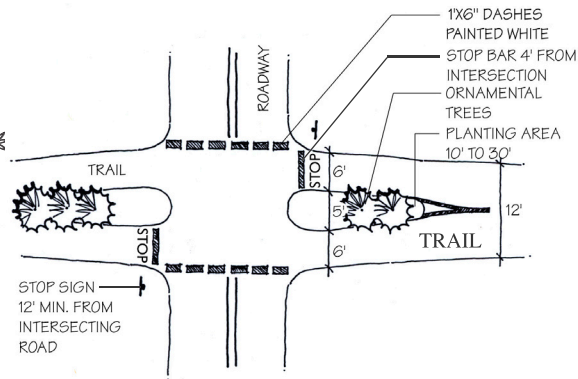 1'X6" DASHES
PAINTED WHITE
STOP BAR 4' FROM
INTERSECTION
ORNAMENTAL
TREES
PLANTING AREA
10' TO 30'
ROADWAY
TRAIL
STOP
6'
5'
6'
12'
TRAIL
STOP
STOP SIGN
12' MIN. FROM
INTERSECTING
ROAD